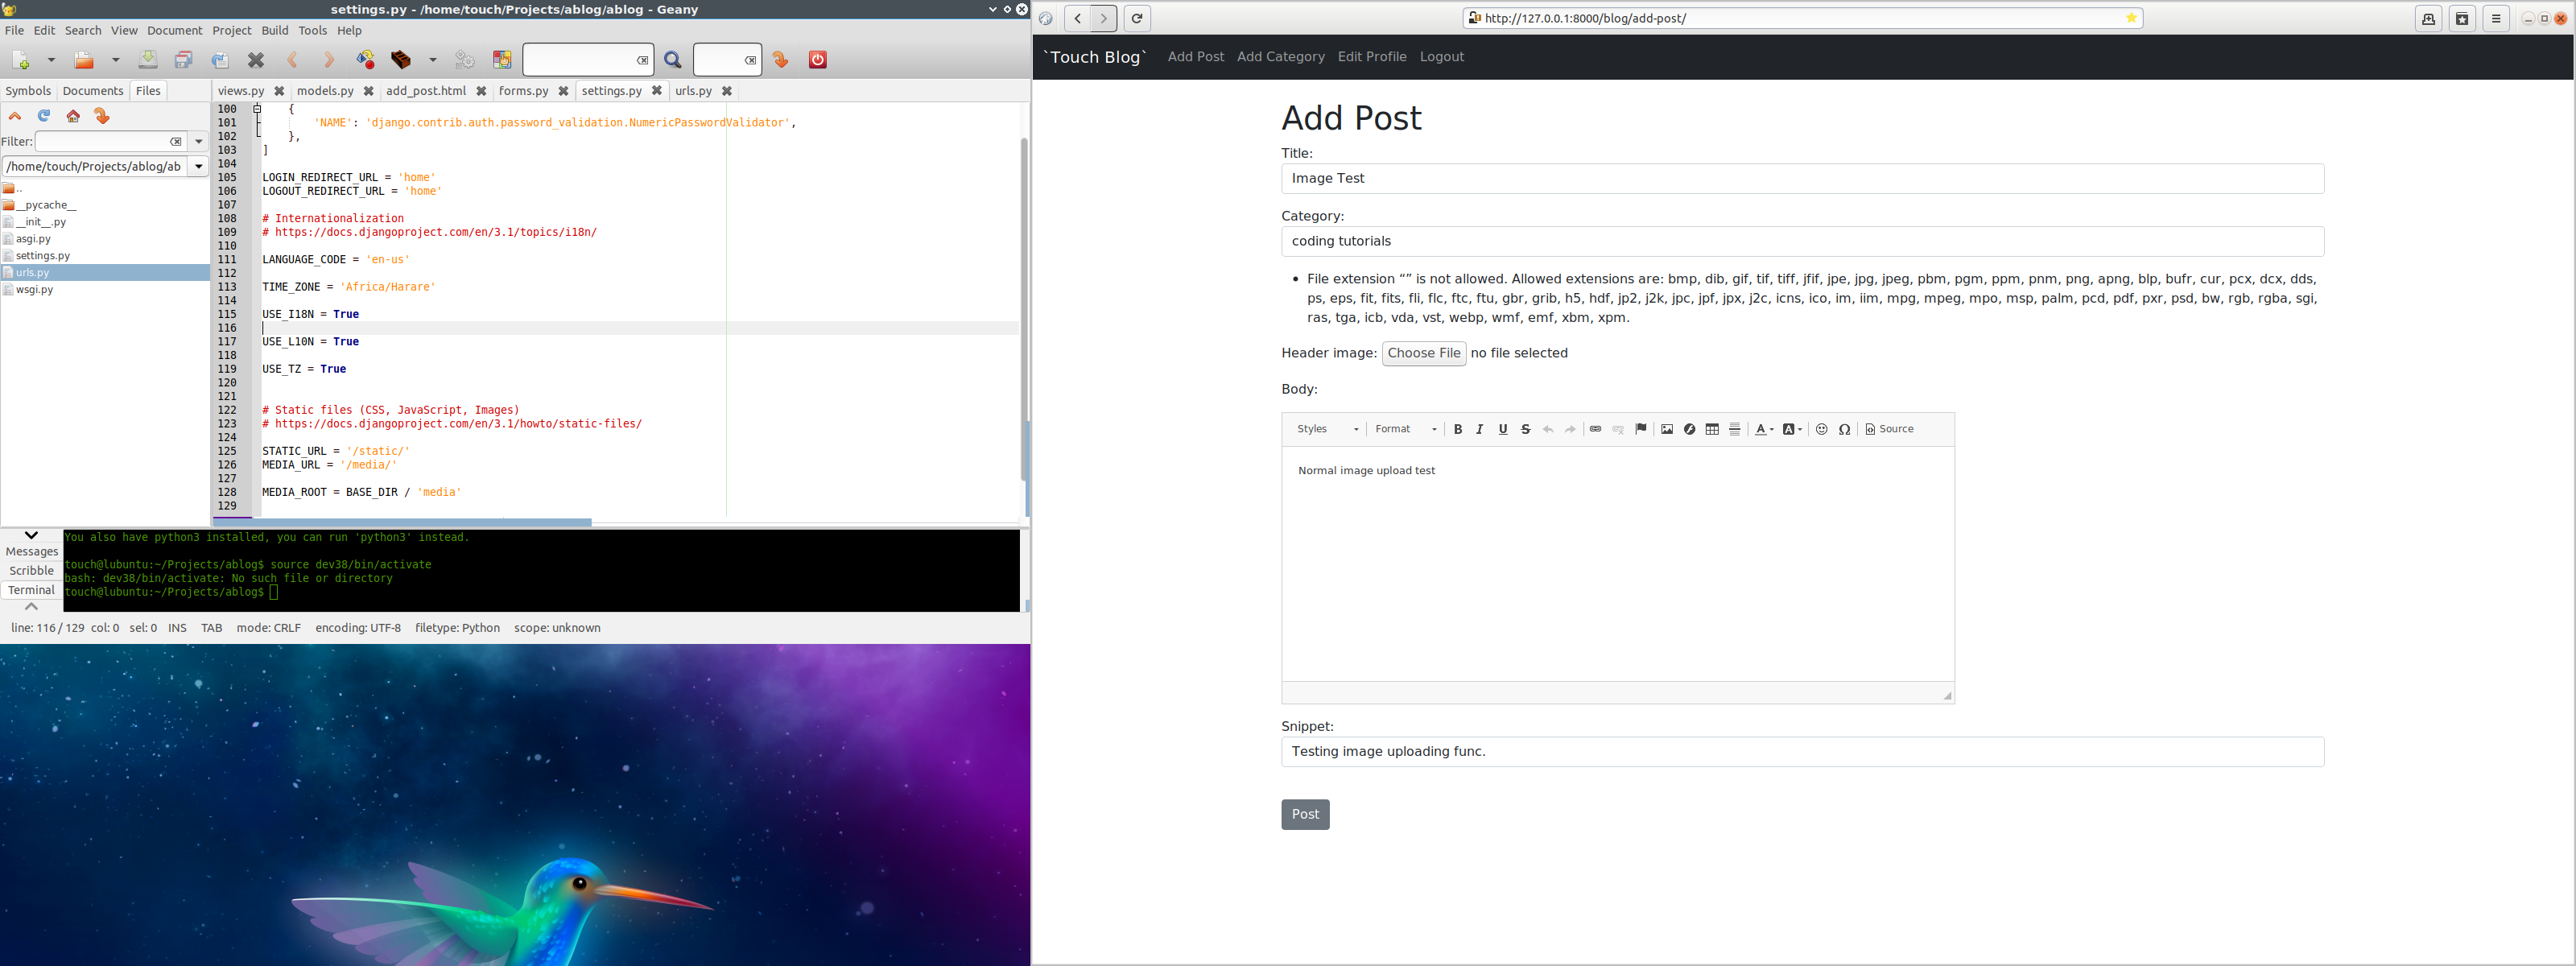 settings.py - /home/touch/Projects/ablog/ablog - Geany
File Edit Search View Document Project Build Tools Help
Symbols Documents Files
views.py models.py add_post.html forms.py settings.py urls.py
Filter:
/home/touch/Projects/ablog/ab
..
__pycache__
__init__.py
asgi.py
settings.py
urls.py
wsgi.py
100 {
101 'NAME': 'django.contrib.auth.password_validation.NumericPasswordValidator',
102 },
103 ]
104
105 LOGIN_REDIRECT_URL = 'home'
106 LOGOUT_REDIRECT_URL = 'home'
107
108 # Internationalization
109 # https://docs.djangoproject.com/en/3.1/topics/i18n/
110
111 LANGUAGE_CODE = 'en-us'
112
113 TIME_ZONE = 'Africa/Harare'
114
115 USE_I18N = True
116
117 USE_L10N = True
118
119 USE_TZ = True
120
121
122 # Static files (CSS, JavaScript, Images)
123 # https://docs.djangoproject.com/en/3.1/howto/static-files/
124
125 STATIC_URL = '/static/'
126 MEDIA_URL = '/media/'
127
128 MEDIA_ROOT = BASE_DIR / 'media'
129
Messages
Scribble
Terminal
You also have python3 installed, you can run 'python3' instead.
touch@lubuntu:~/Projects/ablog$ source dev38/bin/activate
bash: dev38/bin/activate: No such file or directory
touch@lubuntu:~/Projects/ablog$
line: 116 / 129 col: 0 sel: 0 INS TAB mode: CRLF encoding: UTF-8 filetype: Python scope: unknown
http://127.0.0.1:8000/blog/add-post/
`Touch Blog` Add Post Add Category Edit Profile Logout
Add Post
Title:
Image Test
Category:
coding tutorials
• File extension “” is not allowed. Allowed extensions are: bmp, dib, gif, tif, tiff, jfif, jpe, jpg, jpeg, pbm, pgm, ppm, pnm, png, apng, blp, bufr, cur, pcx, dcx, dds,
ps, eps, fit, fits, fli, flc, ftc, ftu, gbr, grib, h5, hdf, jp2, j2k, jpc, jpf, jpx, j2c, icns, ico, im, iim, mpg, mpeg, mpo, msp, palm, pcd, pdf, pxr, psd, bw, rgb, rgba, sgi,
ras, tga, icb, vda, vst, webp, wmf, emf, xbm, xpm.
Header image: Choose File no file selected
Body:
Styles Format B I U S A A Ω Source
Normal image upload test
Snippet:
Testing image uploading func.
Post